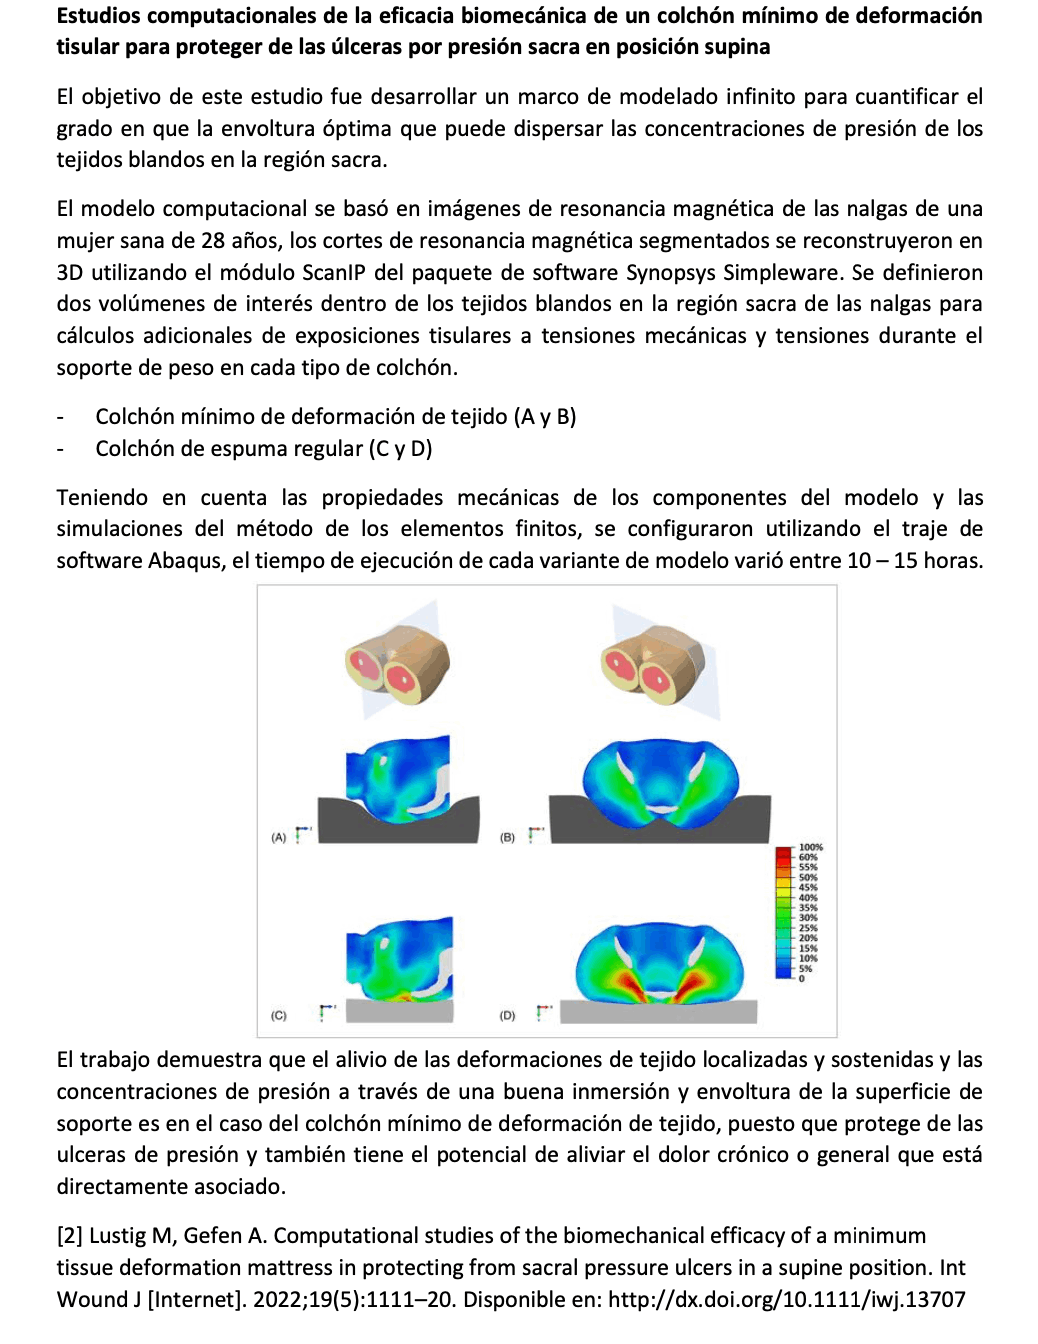 Estudios computacionales de la eficacia biomecánica de un colchón mínimo de deformación
tisular para proteger de las úlceras por presión sacra en posición supina
El objetivo de este estudio fue desarrollar un marco de modelado infinito para cuantificar el
grado en que la envoltura óptima que puede dispersar las concentraciones de presión de los
tejidos blandos en la región sacra.
El modelo computacional se basó en imágenes de resonancia magnética de las nalgas de una
mujer sana de 28 años, los cortes de resonancia magnética segmentados se reconstruyeron en
3D utilizando el módulo ScanIP del paquete de software Synopsys Simpleware. Se definieron
dos volúmenes de interés dentro de los tejidos blandos en la región sacra de las nalgas para
cálculos adicionales de exposiciones tisulares a tensiones mecánicas y tensiones durante el
soporte de peso en cada tipo de colchón.
- Colchón mínimo de deformación de tejido (A y B)
- Colchón de espuma regular (C y D)
Teniendo en cuenta las propiedades mecánicas de los componentes del modelo y las
simulaciones del método de los elementos finitos, se configuraron utilizando el traje de
software Abaqus, el tiempo de ejecución de cada variante de modelo varió entre 10 – 15 horas.
(A)
(B)
100%
60%
55%
50%
45%
40%
35%
30%
25%
20%
15%
10%
5%
0
(C)
(D)
El trabajo demuestra que el alivio de las deformaciones de tejido localizadas y sostenidas y las
concentraciones de presión a través de una buena inmersión y envoltura de la superficie de
soporte es en el caso del colchón mínimo de deformación de tejido, puesto que protege de las
ulceras de presión y también tiene el potencial de aliviar el dolor crónico o general que está
directamente asociado.
[2] Lustig M, Gefen A. Computational studies of the biomechanical efficacy of a minimum
tissue deformation mattress in protecting from sacral pressure ulcers in a supine position. Int
Wound J [Internet]. 2022;19(5):1111–20. Disponible en: http://dx.doi.org/10.1111/iwj.13707